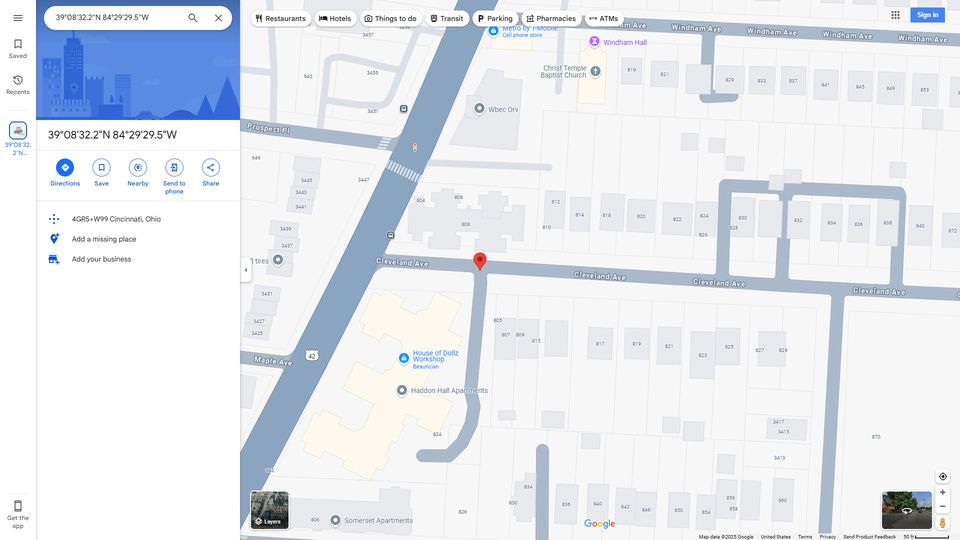 39°08'32.2"N 84°29'29.5"W
Restaurants
Hotels
Things to do
Transit
Parking
Pharmacies
ATMs
Sign in
Saved
Recents
39°08'32.
2"N...
39°08'32.2"N 84°29'29.5"W
Directions
Save
Nearby
Send to
phone
Share
4GR5+W99 Cincinnati, Ohio
Add a missing place
Add your business
Get the
app
Metro by T-Mobile
Cell phone store
Windham Hall
Windham Ave
Windham Ave
Windham Ave
Windham Ave
Christ Temple
Baptist Church
Wbec Orv
Prospect Pl
3457
3455
642
3451
649
3447
3445
3443
3441
3439
3437
tires
3431
3427
3425
Maple Ave
42
819
821
829
833
837
841
845
853
804
806
808
810
812
814
818
820
822
824
826
828
830
832
834
836
838
840
872
Cleveland Ave
Cleveland Ave
Cleveland Ave
Cleveland Ave
805
807
809
815
817
819
821
823
825
827
829
House of Dollz
Workshop
Beautician
Haddon Hall Apartments
824
3417
3415
3413
870
834
826
836
840
842
846
848
856
858
860
806
Somerset Apartments
Layers
Google
Map data ©2025 Google
United States
Terms
Privacy
Send Product Feedback
50 ft